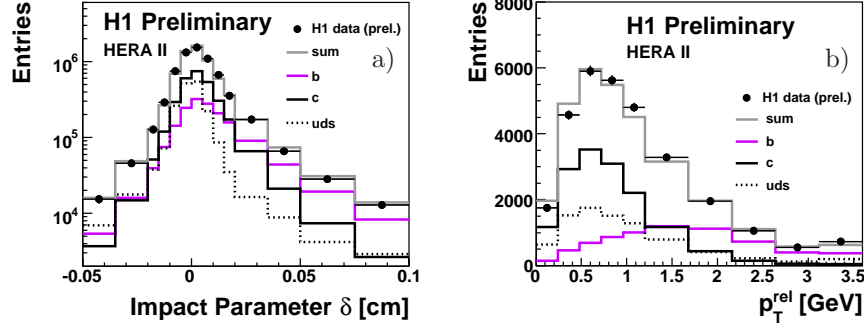 H1 Preliminary
HERA II
a)
H1 data (prel.)
sum
b
c
uds
Entries
10^6
10^5
10^4
-0.05
0
0.05
0.1
Impact Parameter δ [cm]
H1 Preliminary
HERA II
b)
H1 data (prel.)
sum
b
c
uds
Entries
8000
6000
4000
2000
0
0
0.5
1
1.5
2
2.5
3
3.5
p_T^rel [GeV]